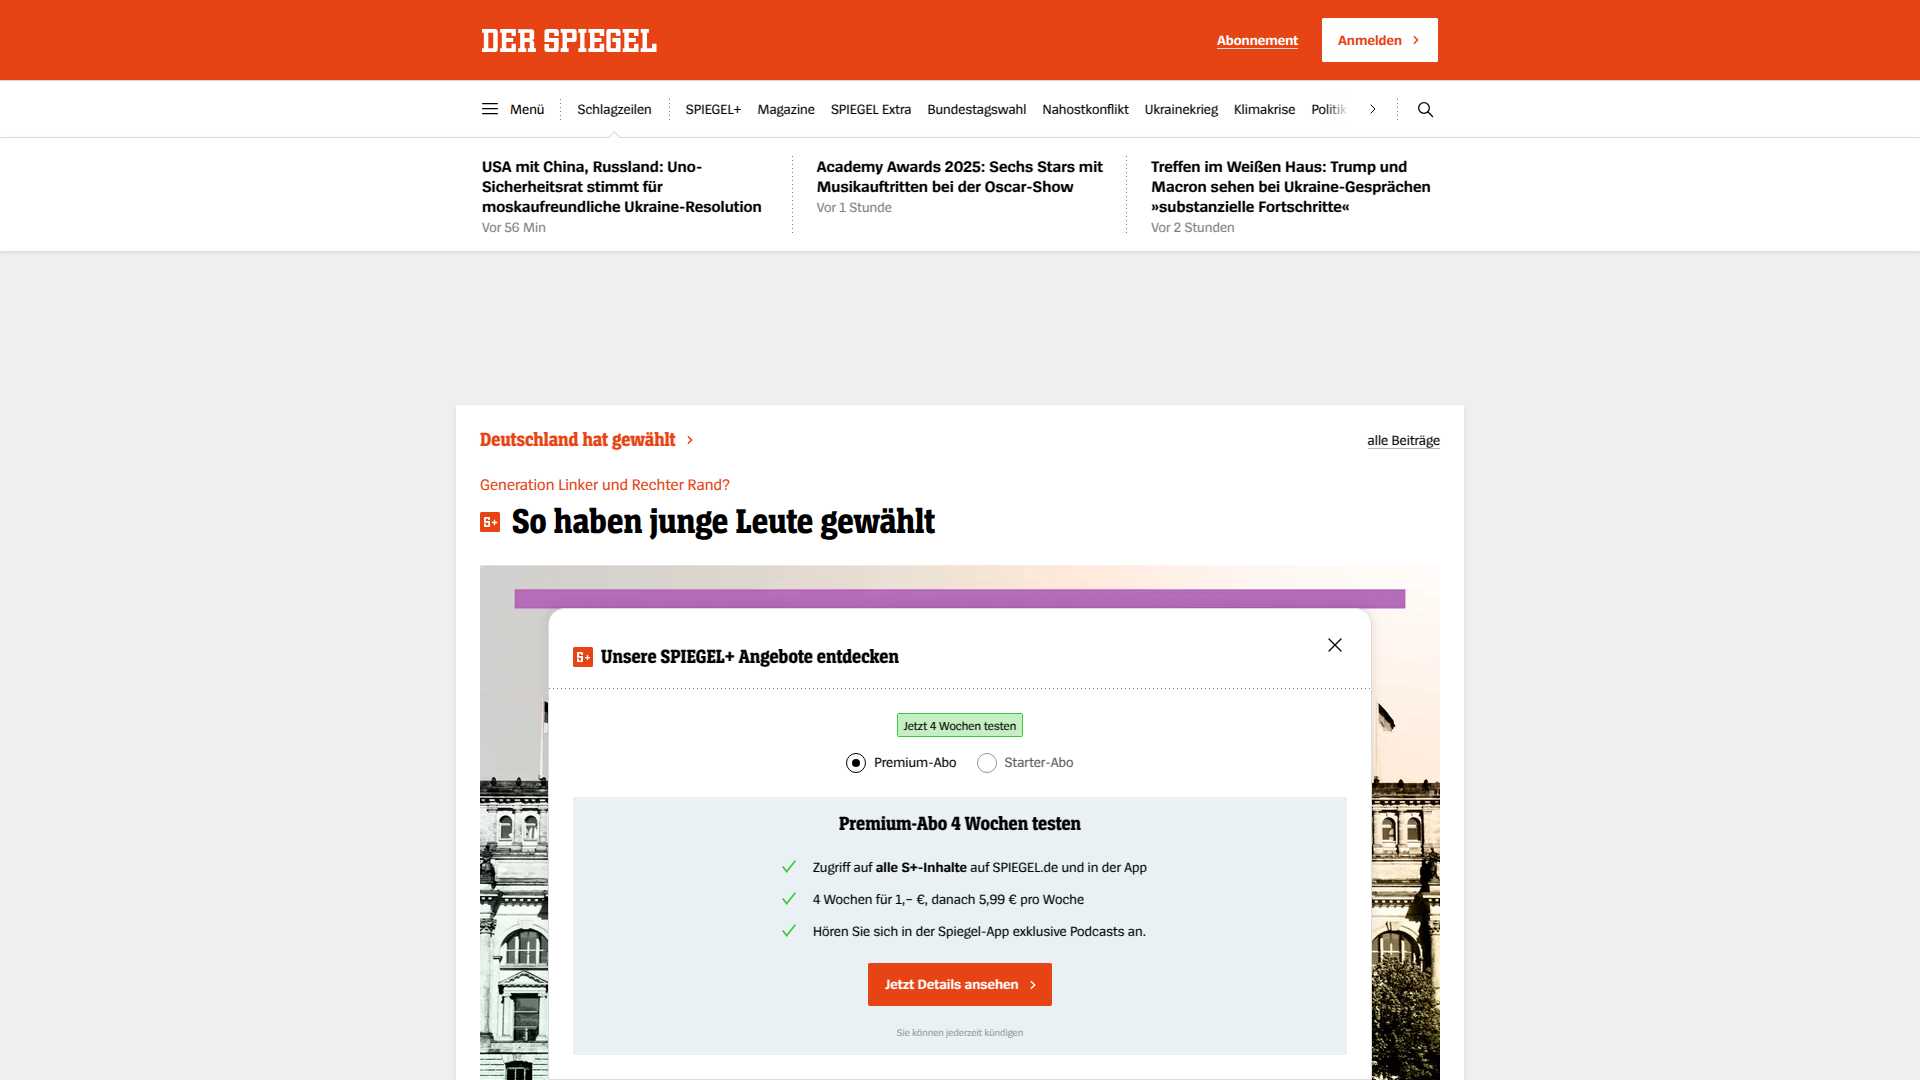 DER SPIEGEL
Abonnement
Anmelden
Menü
Schlagzeilen
SPIEGEL+
Magazine
SPIEGEL Extra
Bundestagswahl
Nahostkonflikt
Ukrainekrieg
Klimakrise
Politik
USA mit China, Russland: Uno-
Sicherheitsrat stimmt für
moskaufreundliche Ukraine-Resolution
Vor 56 Min
Academy Awards 2025: Sechs Stars mit
Musikauftritten bei der Oscar-Show
Vor 1 Stunde
Treffen im Weißen Haus: Trump und
Macron sehen bei Ukraine-Gesprächen
»substanzielle Fortschritte«
Vor 2 Stunden
Deutschland hat gewählt
alle Beiträge
Generation Linker und Rechter Rand?
S+ So haben junge Leute gewählt
S+ Unsere SPIEGEL+ Angebote entdecken
Jetzt 4 Wochen testen
Premium-Abo
Starter-Abo
Premium-Abo 4 Wochen testen
Zugriff auf alle S+-Inhalte auf SPIEGEL.de und in der App
4 Wochen für 1,– €, danach 5,99 € pro Woche
Hören Sie sich in der Spiegel-App exklusive Podcasts an.
Jetzt Details ansehen
Sie können jederzeit kündigen